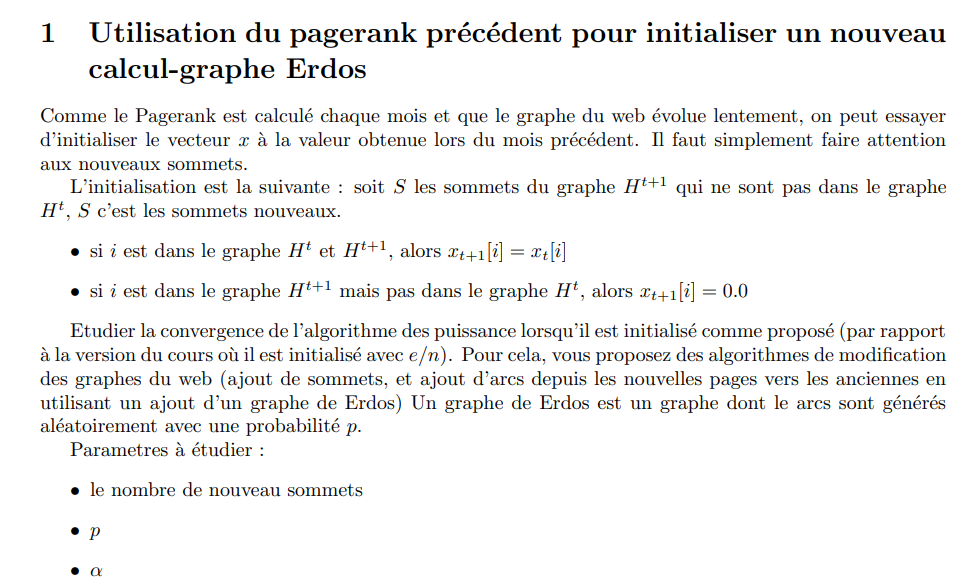 1 Utilisation du pagerank précédent pour initialiser un nouveau
calcul-graphe Erdos
Comme le Pagerank est calculé chaque mois et que le graphe du web évolue lentement, on peut essayer
d'initialiser le vecteur x à la valeur obtenue lors du mois précédent. Il faut simplement faire attention
aux nouveaux sommets.
L'initialisation est la suivante : soit S les sommets du graphe H^{t+1} qui ne sont pas dans le graphe
H^t, S c'est les sommets nouveaux.
• si i est dans le graphe H^t et H^{t+1}, alors x_{t+1}[i] = x_t[i]
• si i est dans le graphe H^{t+1} mais pas dans le graphe H^t, alors x_{t+1}[i] = 0.0
Etudier la convergence de l'algorithme des puissance lorsqu'il est initialisé comme proposé (par rapport
à la version du cours où il est initialisé avec e/n). Pour cela, vous proposez des algorithmes de modification
des graphes du web (ajout de sommets, et ajout d'arcs depuis les nouvelles pages vers les anciennes en
utilisant un ajout d'un graphe de Erdos) Un graphe de Erdos est un graphe dont le arcs sont générés
aléatoirement avec une probabilité p.
Parametres à étudier :
• le nombre de nouveau sommets
• p
• α